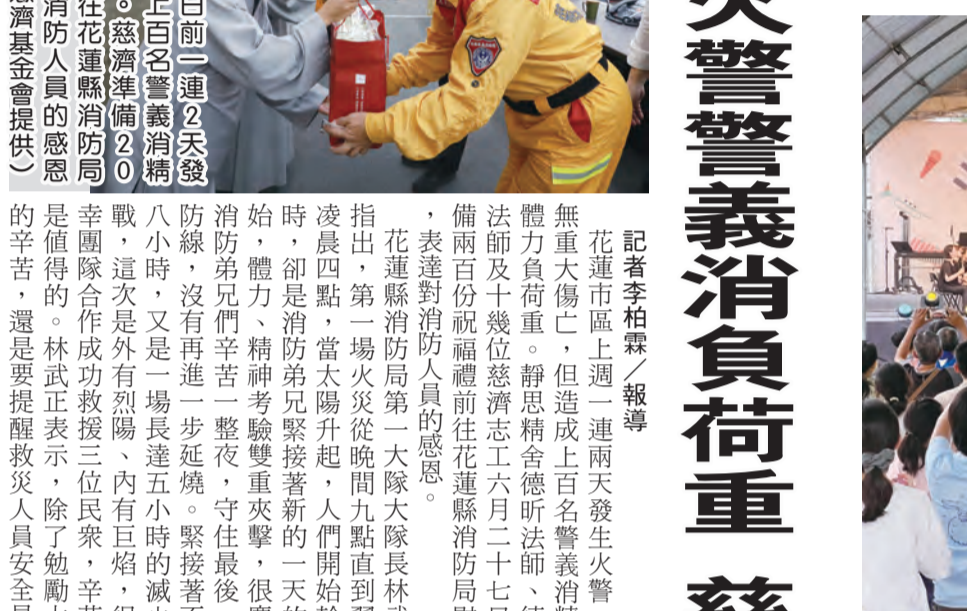 火警警義消負荷重 慈
日前一連2天發
上百名警義消精
。慈濟準備20
往花蓮縣消防局
消防人員的感恩
濟基金會提供）
記者李柏霖／報導
花蓮市區上週一連兩天發生火警
無重大傷亡，但造成上百名警義消精
體力負荷重。靜思精舍德昕法師、德
法師及十幾位慈濟志工六月二十七日
備兩百份祝福禮前往花蓮縣消防局
，表達對消防人員的感恩。
花蓮縣消防局第一大隊大隊長林武
指出，第一場火災從晚間九點直到翌
凌晨四點，當太陽升起，人們開始
時，卻是消防弟兄緊接著新的一天的
始，體力、精神考驗雙重夾擊，很慶
消防弟兄們辛苦一整夜，守住最後
防線，沒有再進一步延燒。緊接著不
八小時，又是一場長達五小時的滅火
戰，這次是外有烈陽、內有巨焰，很
幸團隊合作成功救援三位民眾，辛苦
是值得的。林武正表示，除了勉勵大
的辛苦，還是要提醒救災人員安全最